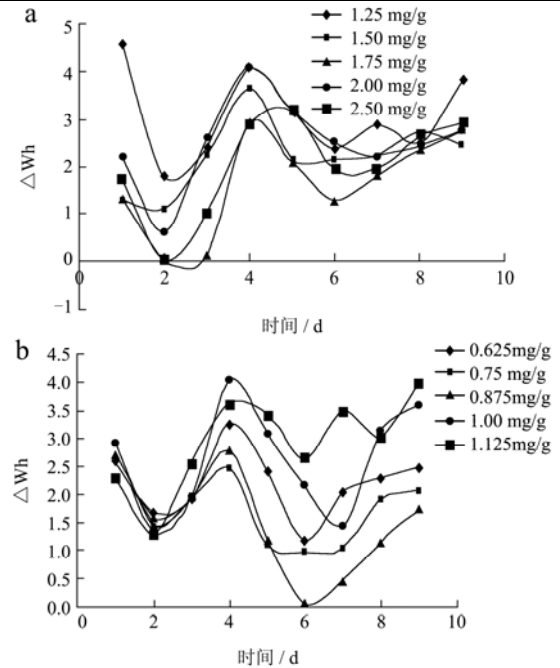 a
5
4
3
2
1
0
−1
△Wh
1.25 mg/g
1.50 mg/g
1.75 mg/g
2.00 mg/g
2.50 mg/g
0 2 4 6 8 10
时间 / d
b
4.5
4.0
3.5
3.0
2.5
2.0
1.5
1.0
0.5
0.0
△Wh
0.625mg/g
0.75 mg/g
0.875mg/g
1.00 mg/g
1.125mg/g
0 2 4 6 8 10
时间 / d